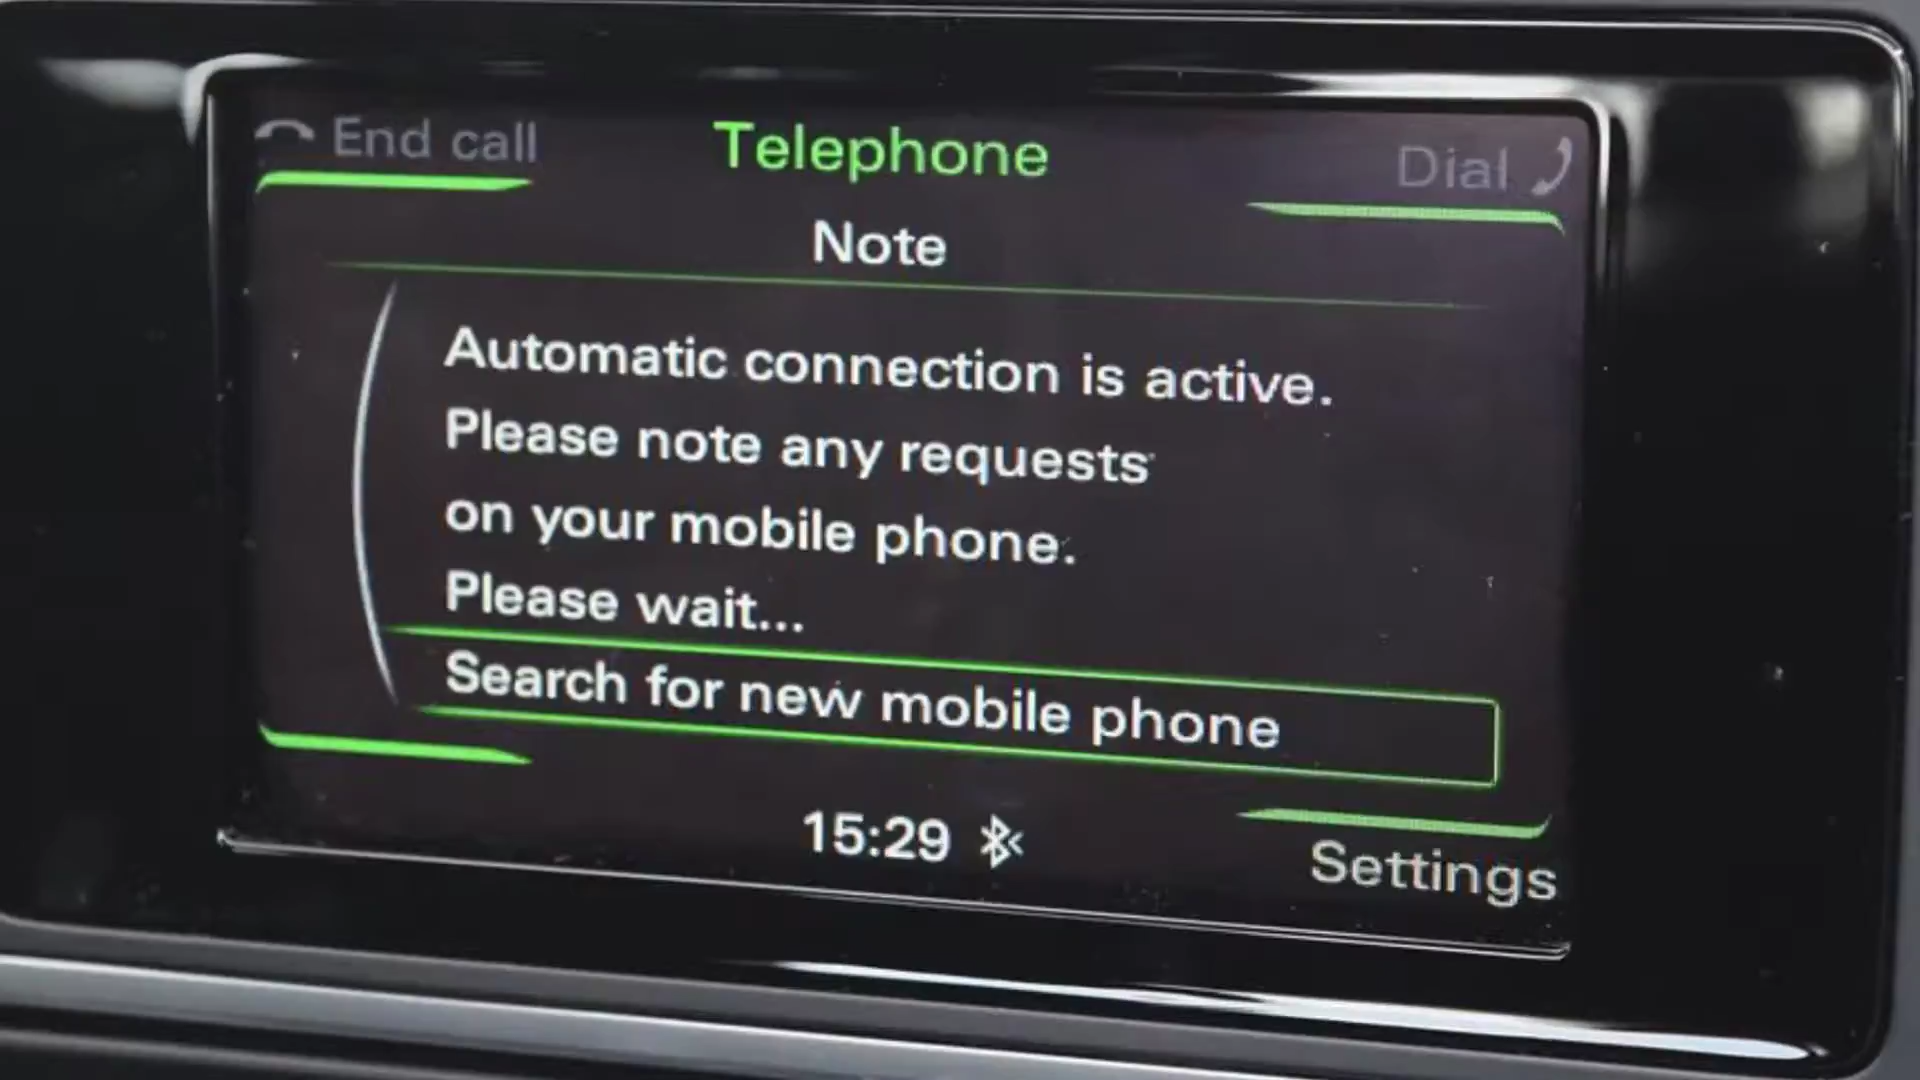 End call
Telephone
Dial
Note
Automatic connection is active.
Please note any requests
on your mobile phone.
Please wait...
Search for new mobile phone
15:29
Settings